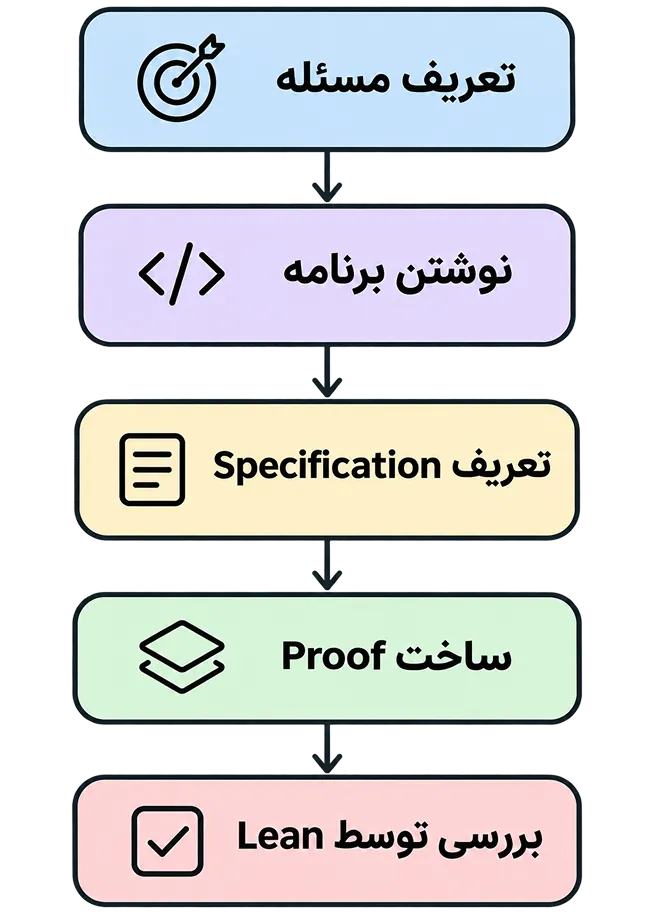 تعریف مسئله
نوشتن برنامه
تعریف Specification
ساخت Proof
بررسی توسط Lean